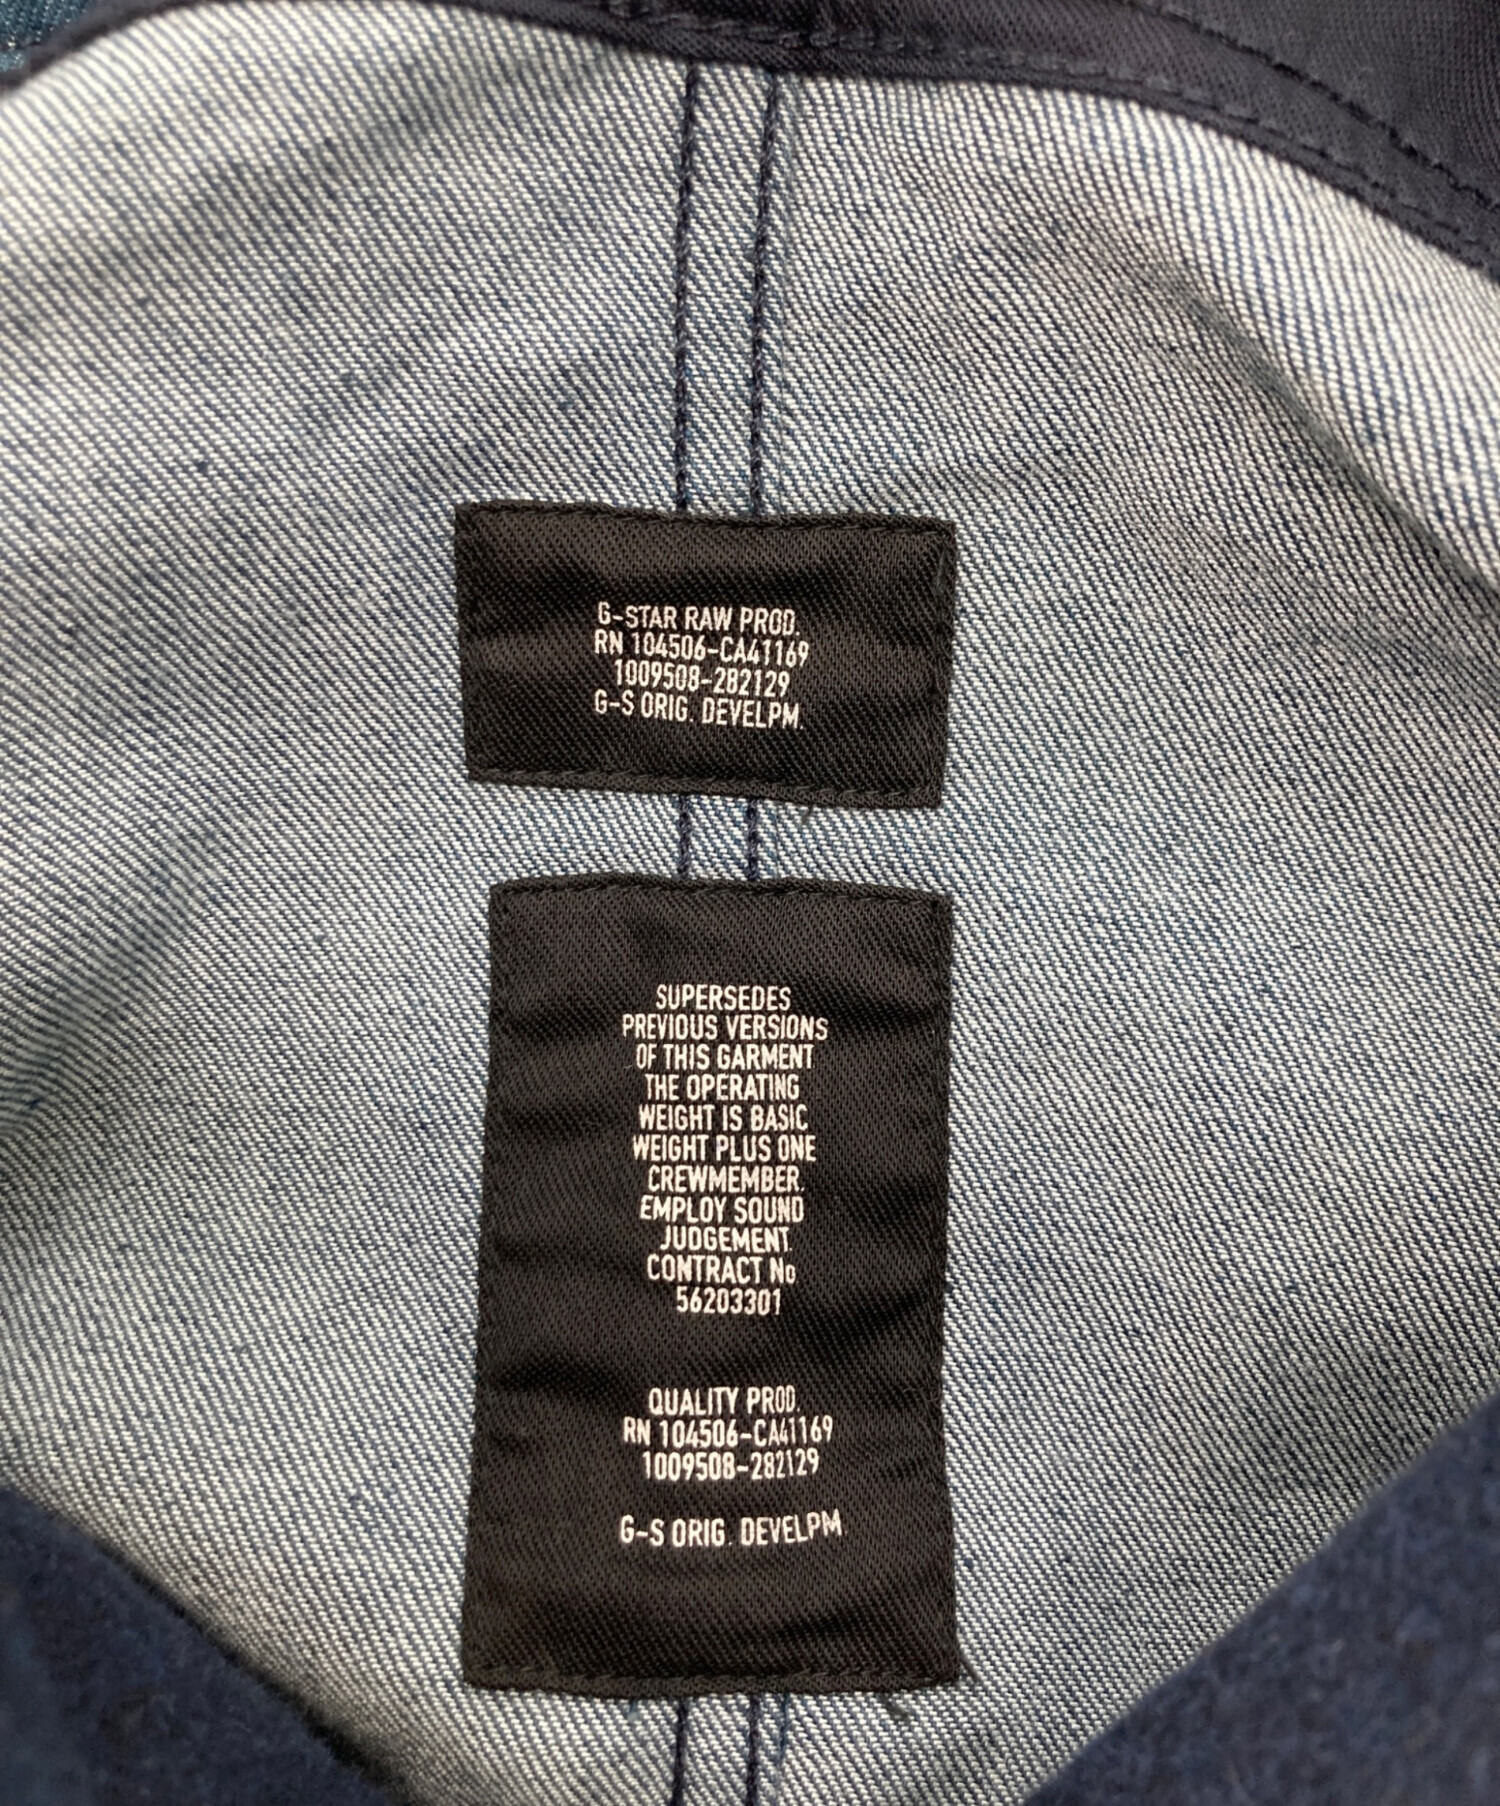 G-STAR RAW PROD.
RN 104506-CA41169
1009508-282129
G-S ORIG. DEVELPM.
SUPERSEDES
PREVIOUS VERSIONS
OF THIS GARMENT
THE OPERATING
WEIGHT IS BASIC
WEIGHT PLUS ONE
CREWMEMBER.
EMPLOY SOUND
JUDGEMENT.
CONTRACT No
56203301
QUALITY PROD.
RN 104506-CA41169
1009508-282129
G-S ORIG. DEVELPM